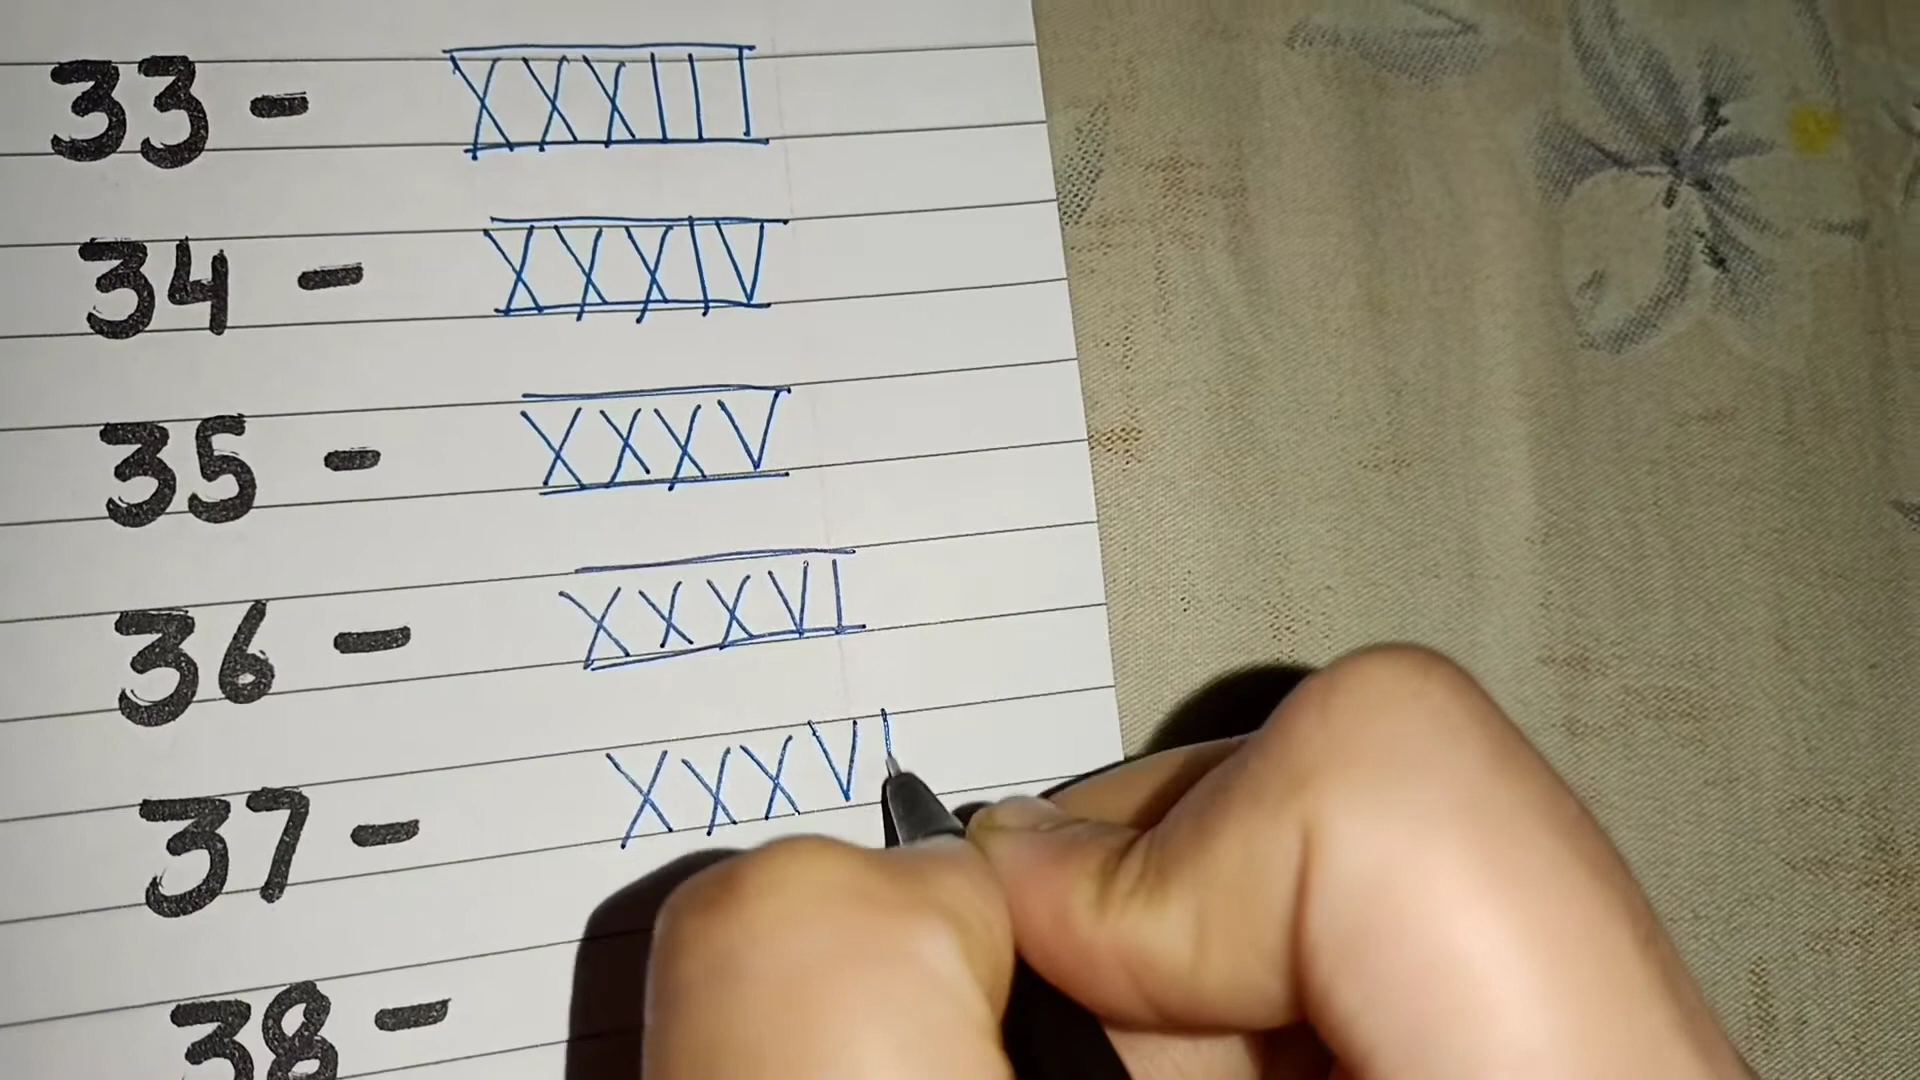 33 - XXXIII
34 - XXXIV
35 - XXXV
36 - XXXVI
37 - XXXVI
38 -